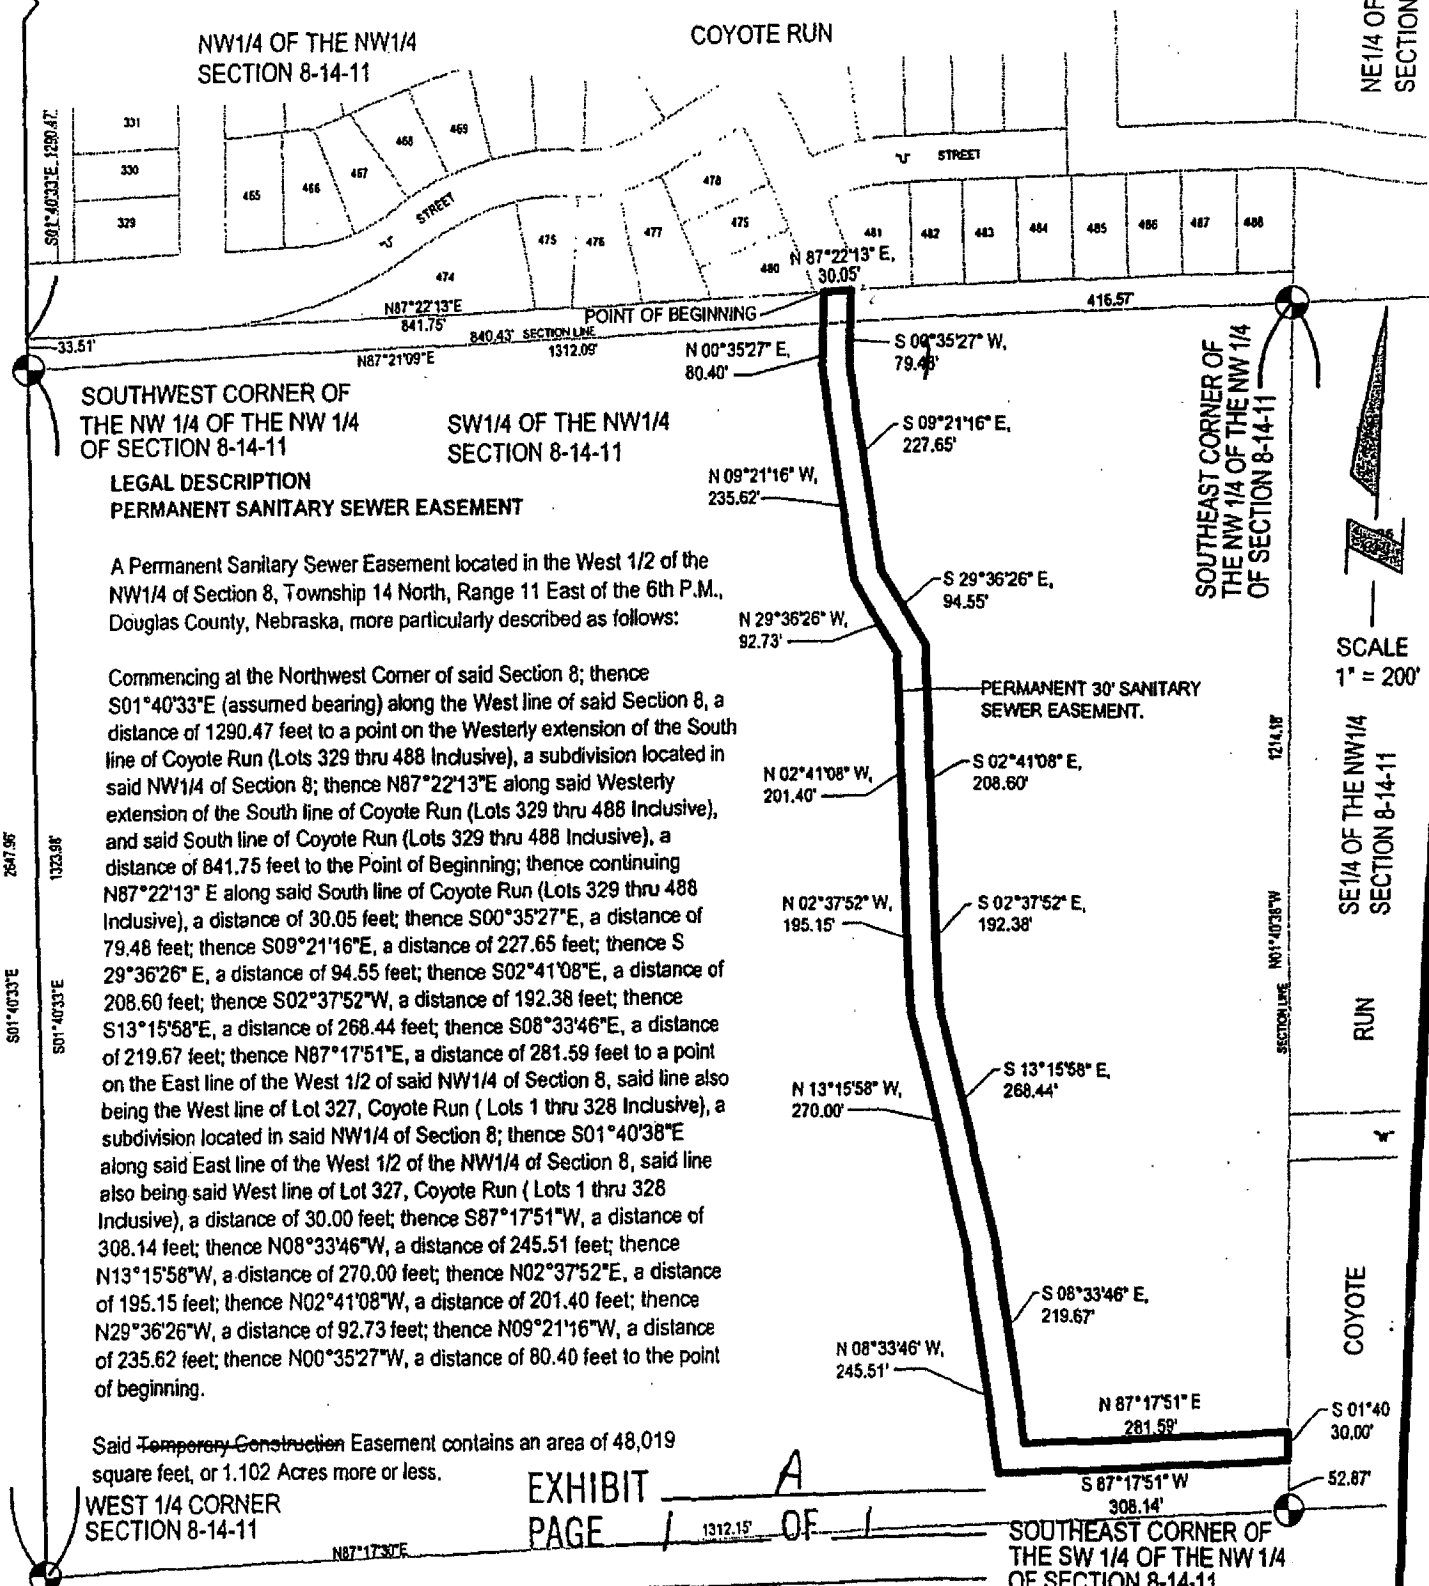 NW1/4 OF THE NW1/4
SECTION 8-14-11
COYOTE RUN
NE1/4 OF
SECTION
S01°40'33"E 1290.47'
331
330
329
465
466
467
468
469
"U" STREET
474
475
476
477
478
475
480
"U" STREET
481
482
483
484
485
486
487
488
N 87°22'13" E,
30.05'
416.57'
N87°22'13"E
841.75'
POINT OF BEGINNING
33.51'
840.43' SECTION LINE
N87°21'09"E
1312.09'
N 00°35'27" E,
80.40'
S 00°35'27" W,
79.48'
SOUTHWEST CORNER OF
THE NW 1/4 OF THE NW 1/4
OF SECTION 8-14-11
SW1/4 OF THE NW1/4
SECTION 8-14-11
SOUTHEAST CORNER OF
THE NW 1/4 OF THE NW 1/4
OF SECTION 8-14-11
S 09°21'16" E,
227.65'
N 09°21'16" W,
235.62'
S 29°36'26" E,
94.55'
N 29°36'26" W,
92.73'
SCALE
1" = 200'
PERMANENT 30' SANITARY
SEWER EASEMENT.
N 02°41'08" W,
201.40'
S 02°41'08" E,
208.60'
1214.18'
SE1/4 OF THE NW1/4
SECTION 8-14-11
N 02°37'52" W,
195.15'
S 02°37'52" E,
192.38'
SECTION LINE N01°40'38"W
COYOTE RUN
N 13°15'58" W,
270.00'
S 13°15'58" E,
268.44'
"W"
S 08°33'46" E,
219.67'
N 08°33'46" W,
245.51'
N 87°17'51" E
281.59'
S 01°40
30.00'
S 87°17'51" W
308.14'
52.87'
LEGAL DESCRIPTION
PERMANENT SANITARY SEWER EASEMENT
A Permanent Sanitary Sewer Easement located in the West 1/2 of the
NW1/4 of Section 8, Township 14 North, Range 11 East of the 6th P.M.,
Douglas County, Nebraska, more particularly described as follows:
Commencing at the Northwest Corner of said Section 8; thence
S01°40'33"E (assumed bearing) along the West line of said Section 8, a
distance of 1290.47 feet to a point on the Westerly extension of the South
line of Coyote Run (Lots 329 thru 488 Inclusive), a subdivision located in
said NW1/4 of Section 8; thence N87°22'13"E along said Westerly
extension of the South line of Coyote Run (Lots 329 thru 488 Inclusive),
and said South line of Coyote Run (Lots 329 thru 488 Inclusive), a
distance of 841.75 feet to the Point of Beginning; thence continuing
N87°22'13" E along said South line of Coyote Run (Lots 329 thru 488
Inclusive), a distance of 30.05 feet; thence S00°35'27"E, a distance of
79.48 feet; thence S09°21'16"E, a distance of 227.65 feet; thence S
29°36'26" E, a distance of 94.55 feet; thence S02°41'08"E, a distance of
208.60 feet; thence S02°37'52"W, a distance of 192.38 feet; thence
S13°15'58"E, a distance of 268.44 feet; thence S08°33'46"E, a distance
of 219.67 feet; thence N87°17'51"E, a distance of 281.59 feet to a point
on the East line of the West 1/2 of said NW1/4 of Section 8, said line also
being the West line of Lot 327, Coyote Run ( Lots 1 thru 328 Inclusive), a
subdivision located in said NW1/4 of Section 8; thence S01°40'38"E
along said East line of the West 1/2 of the NW1/4 of Section 8, said line
also being said West line of Lot 327, Coyote Run ( Lots 1 thru 328
Inclusive), a distance of 30.00 feet; thence S87°17'51"W, a distance of
308.14 feet; thence N08°33'46"W, a distance of 245.51 feet; thence
N13°15'58"W, a distance of 270.00 feet; thence N02°37'52"E, a distance
of 195.15 feet; thence N02°41'08"W, a distance of 201.40 feet; thence
N29°36'26"W, a distance of 92.73 feet; thence N09°21'16"W, a distance
of 235.62 feet; thence N00°35'27"W, a distance of 80.40 feet to the point
of beginning.
Said Temporary Construction Easement contains an area of 48,019
square feet, or 1.102 Acres more or less.
2647.96'
1323.98'
S01°40'33"E
S01°40'33"E
WEST 1/4 CORNER
SECTION 8-14-11
EXHIBIT A
PAGE 1 OF 1
1312.15'
N87°17'30"E
SOUTHEAST CORNER OF
THE SW 1/4 OF THE NW 1/4
OF SECTION 8-14-11